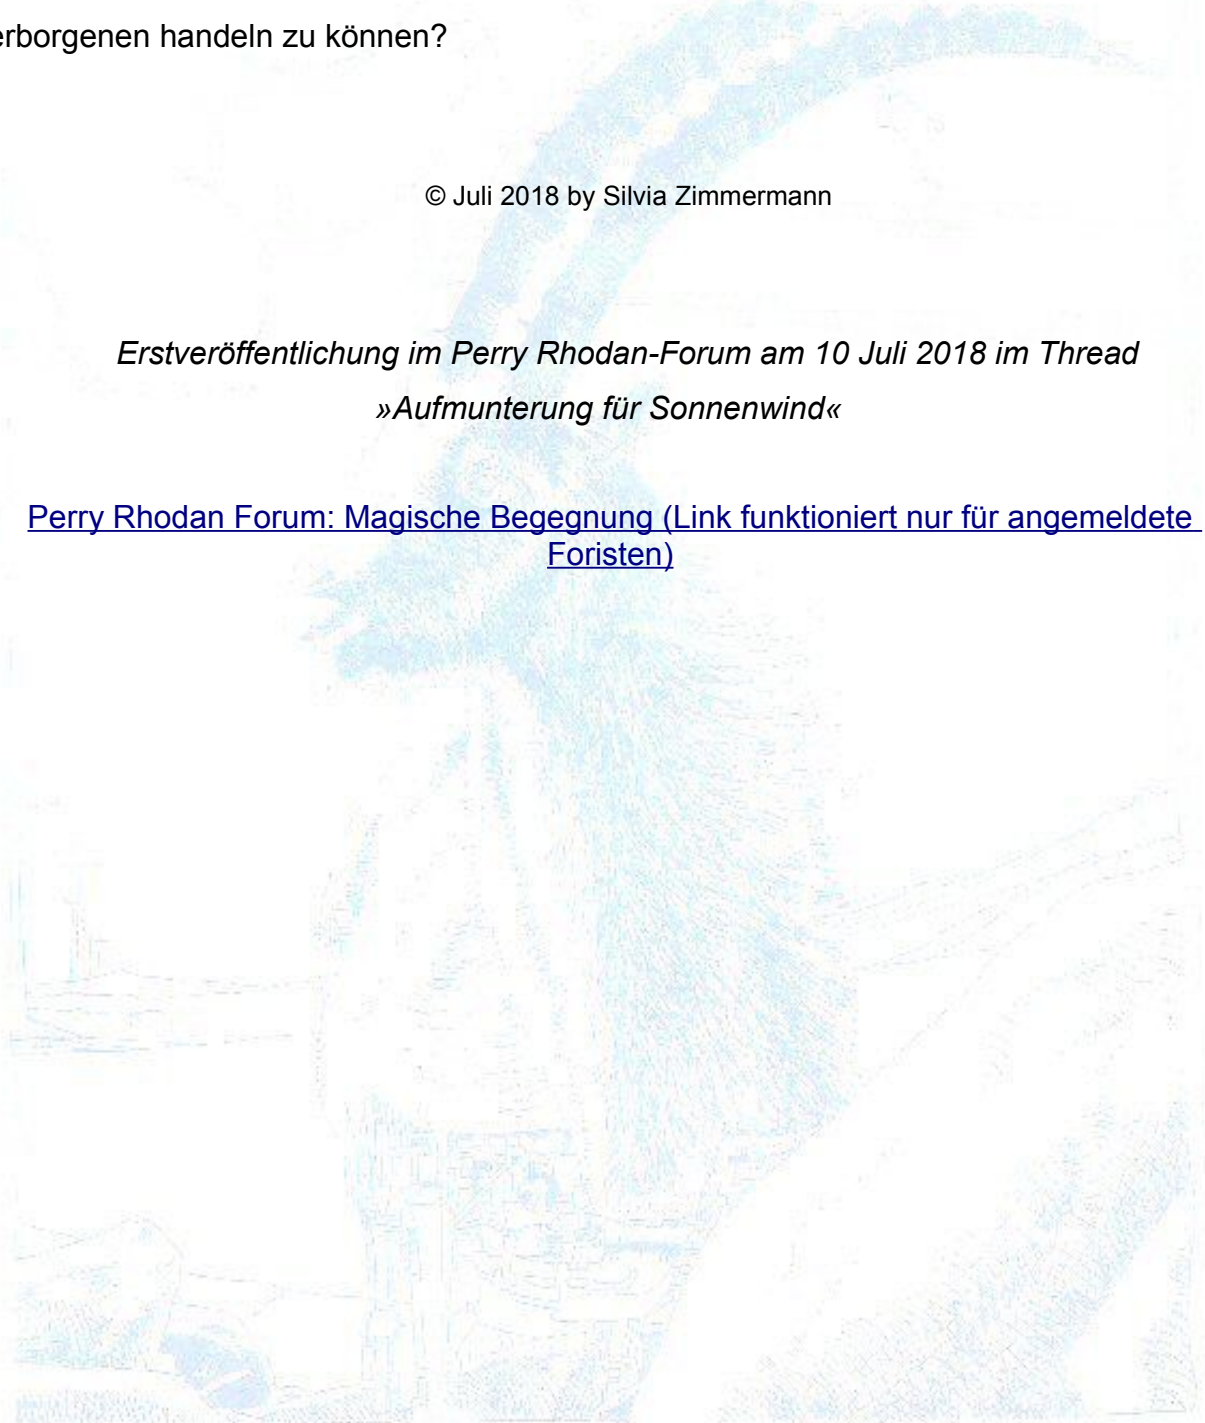 erborgenen handeln zu können?
© Juli 2018 by Silvia Zimmermann
Erstveröffentlichung im Perry Rhodan-Forum am 10 Juli 2018 im Thread
»Aufmunterung für Sonnenwind«
Perry Rhodan Forum: Magische Begegnung (Link funktioniert nur für angemeldete
Foristen)